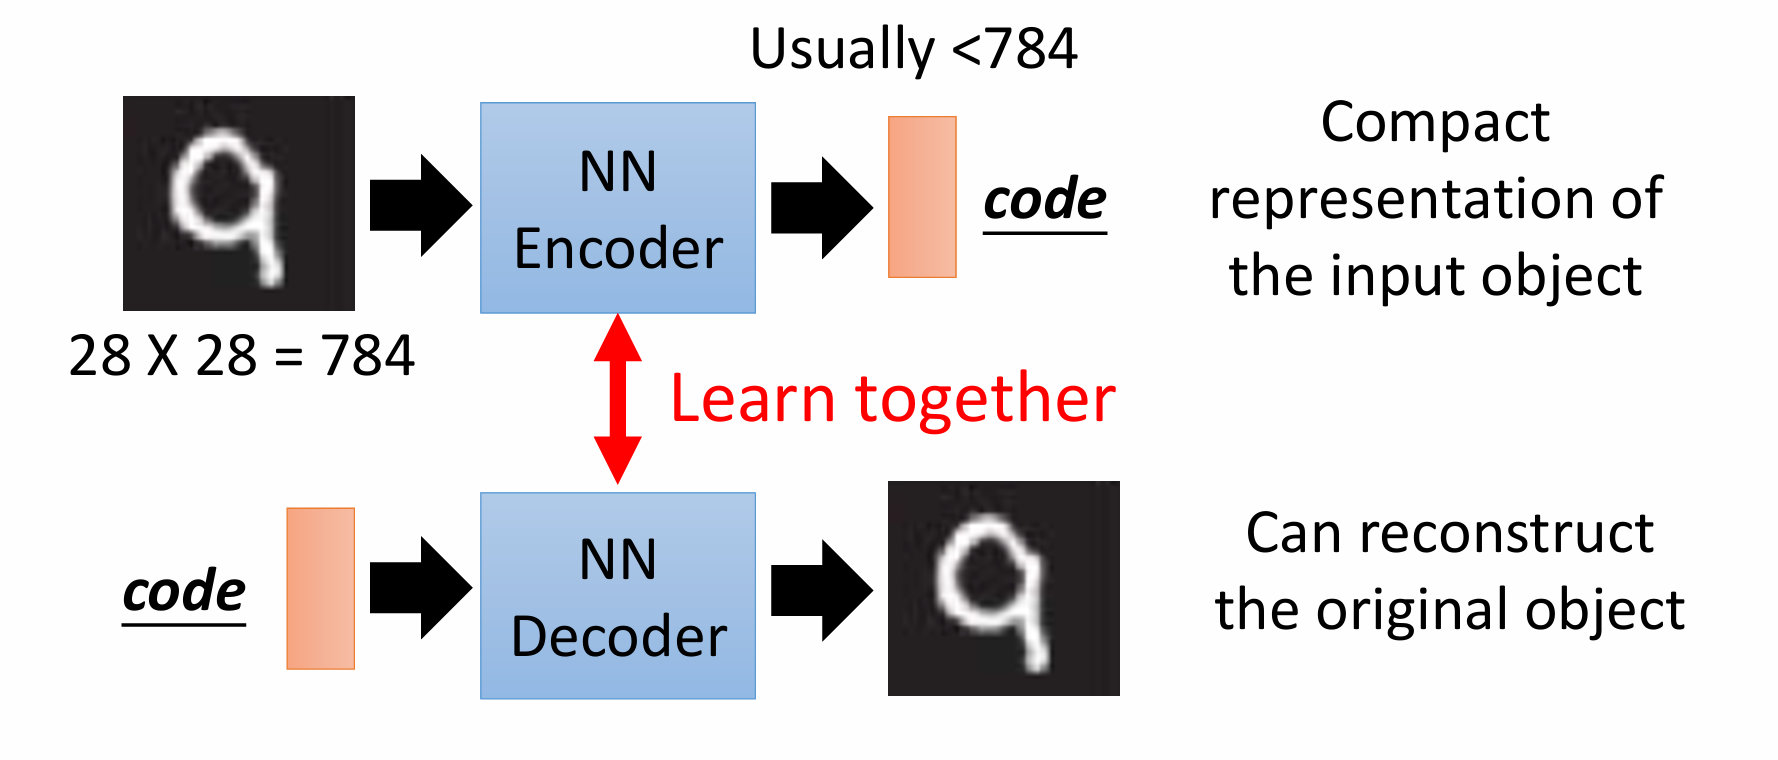 Usually <784
NN
Encoder
code
Compact
representation of
the input object
28 X 28 = 784
Learn together
code
NN
Decoder
Can reconstruct
the original object